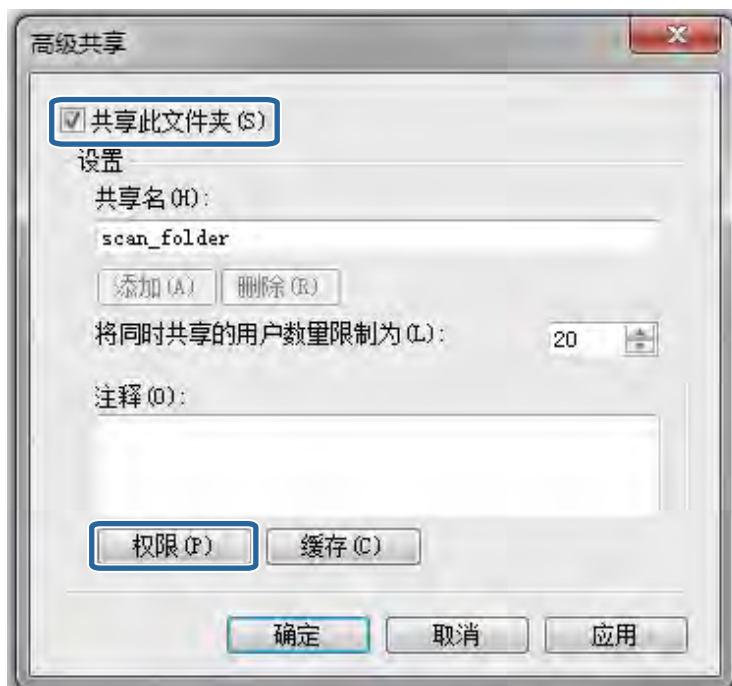 高级共享
共享此文件夹(S)
设置
共享名(H):
scan_folder
添加(A) 删除(R)
将同时共享的用户数量限制为(L): 20
注释(O):
权限(P) 缓存(C)
确定 取消 应用